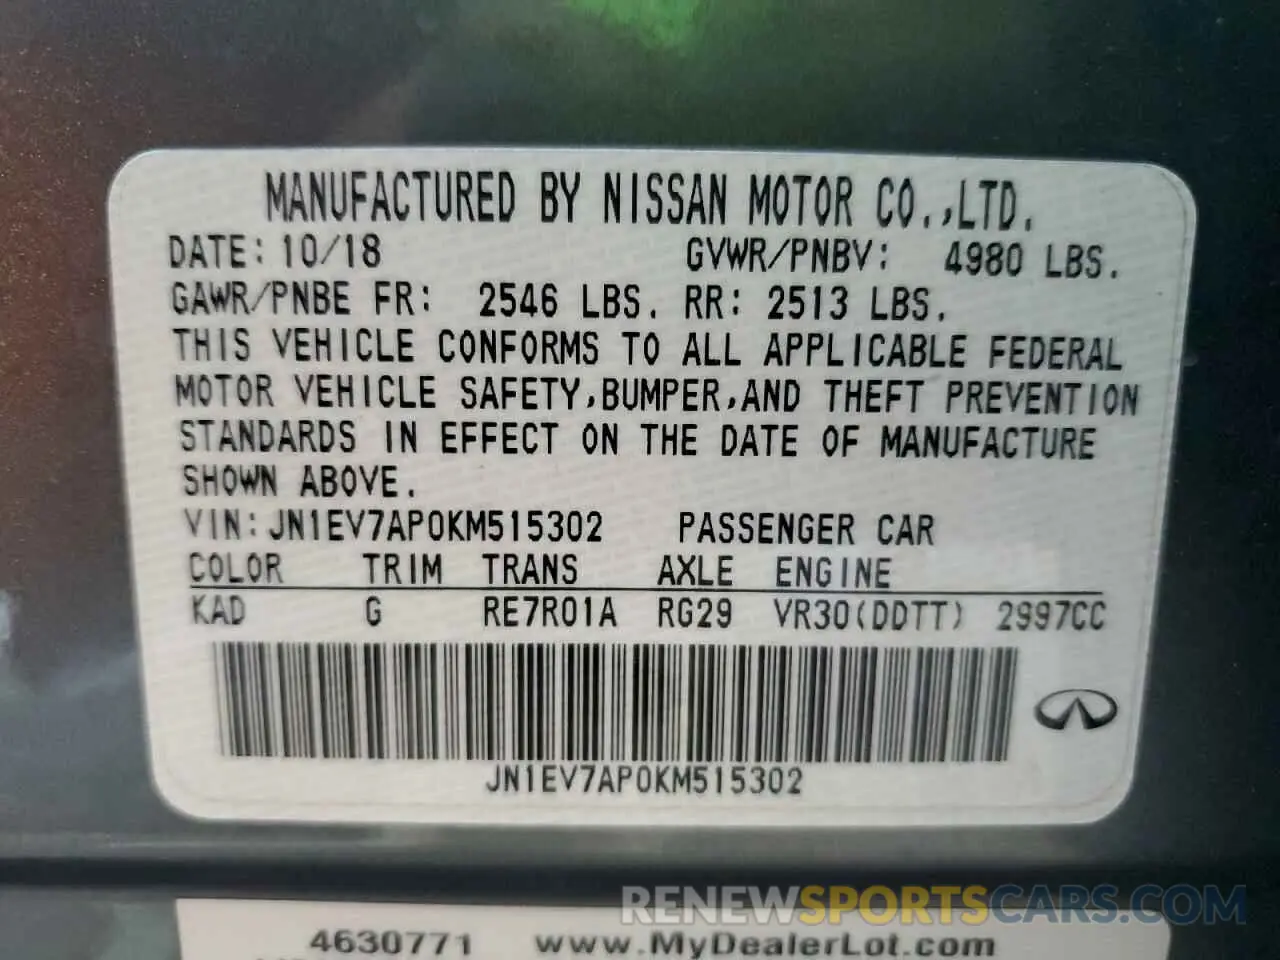 MANUFACTURED BY NISSAN MOTOR CO.,LTD.
DATE: 10/18 GVWR/PNBV: 4980 LBS.
GAWR/PNBE FR: 2546 LBS. RR: 2513 LBS.
THIS VEHICLE CONFORMS TO ALL APPLICABLE FEDERAL
MOTOR VEHICLE SAFETY,BUMPER,AND THEFT PREVENTION
STANDARDS IN EFFECT ON THE DATE OF MANUFACTURE
SHOWN ABOVE.
VIN: JN1EV7AP0KM515302 PASSENGER CAR
COLOR TRIM TRANS AXLE ENGINE
KAD G RE7R01A RG29 VR30(DDTT) 2997CC
JN1EV7AP0KM515302
RENEWSPORTSCARS.COM
4630771 www.MyDealerLot.com